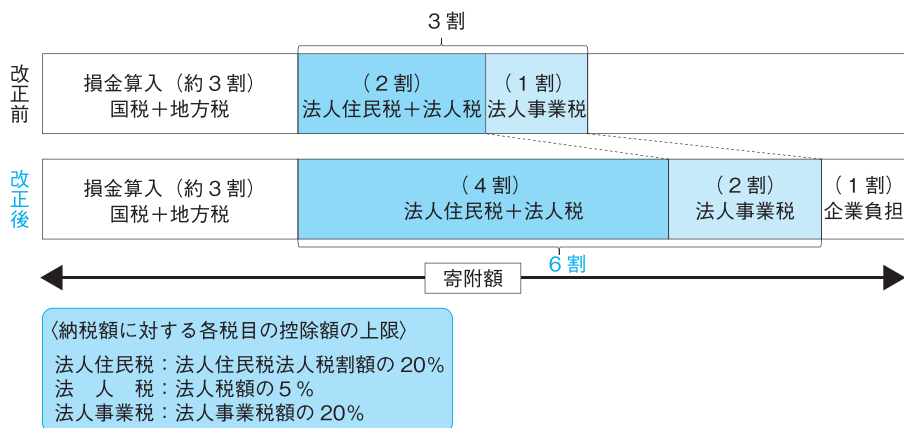 3割
改正前
損金算入（約3割）
国税＋地方税
（2割）
法人住民税＋法人税
（1割）
法人事業税
改正後
損金算入（約3割）
国税＋地方税
（4割）
法人住民税＋法人税
（2割）
法人事業税
（1割）
企業負担
6割
寄附額
〈納税額に対する各税目の控除額の上限〉
法人住民税：法人住民税法人税割額の20%
法　人　税：法人税額の5%
法人事業税：法人事業税額の20%